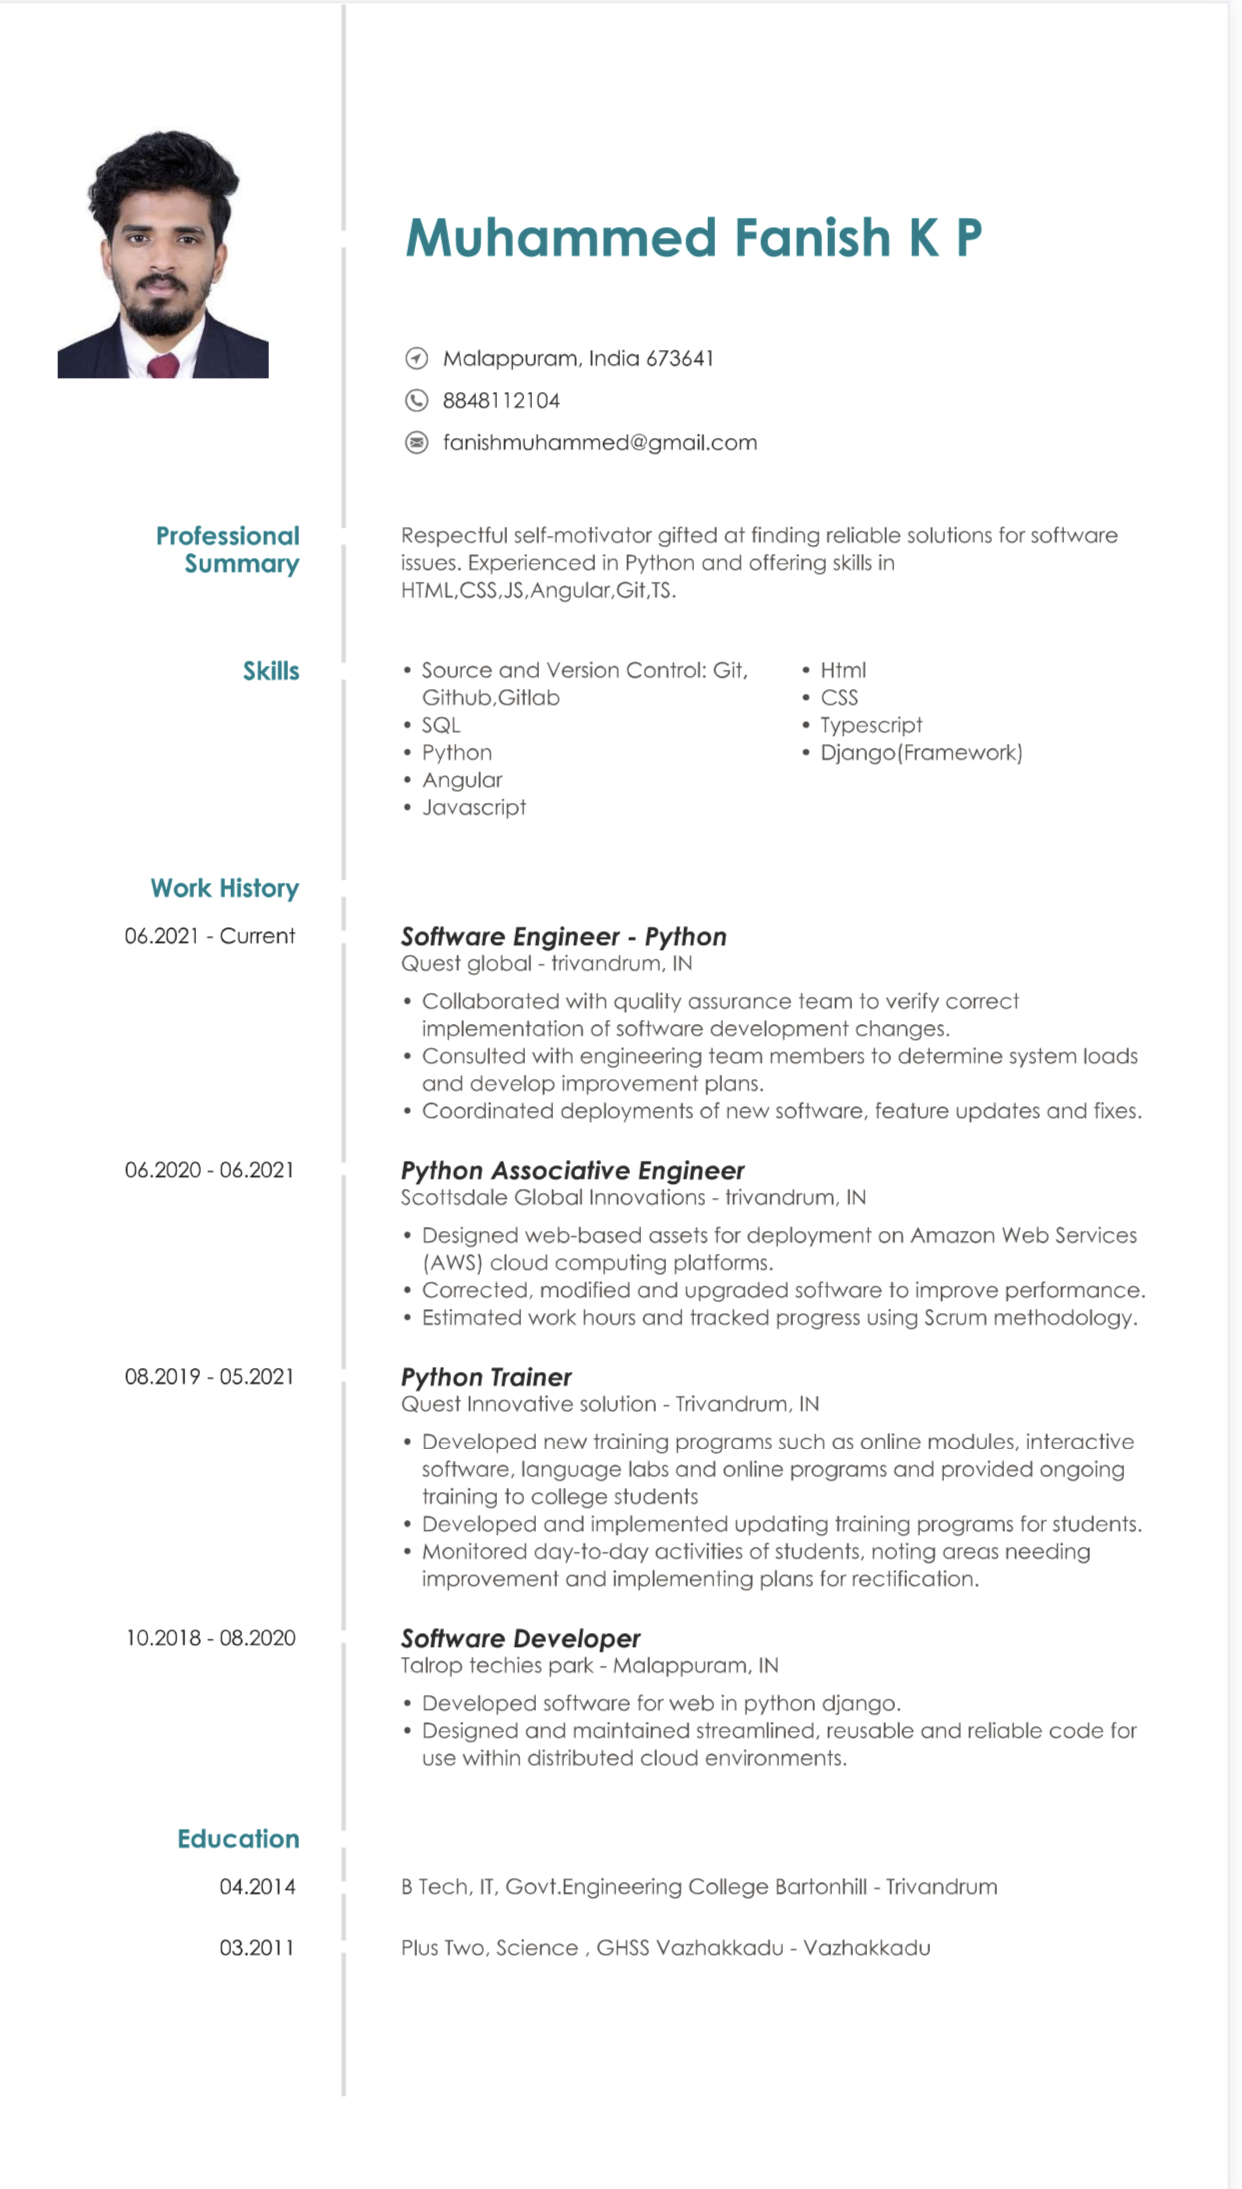 Muhammed Fanish K P
Malappuram, India 673641
8848112104
fanishmuhammed@gmail.com
Professional
Summary
Respectful self-motivator gifted at finding reliable solutions for software
issues. Experienced in Python and offering skills in
HTML,CSS,JS,Angular,Git,TS.
Skills
• Source and Version Control: Git,
Github,Gitlab
• SQL
• Python
• Angular
• Javascript
• Html
• CSS
• Typescript
• Django(Framework)
Work History
06.2021 - Current
Software Engineer - Python
Quest global - trivandrum, IN
• Collaborated with quality assurance team to verify correct
implementation of software development changes.
• Consulted with engineering team members to determine system loads
and develop improvement plans.
• Coordinated deployments of new software, feature updates and fixes.
06.2020 - 06.2021
Python Associative Engineer
Scottsdale Global Innovations - trivandrum, IN
• Designed web-based assets for deployment on Amazon Web Services
(AWS) cloud computing platforms.
• Corrected, modified and upgraded software to improve performance.
• Estimated work hours and tracked progress using Scrum methodology.
08.2019 - 05.2021
Python Trainer
Quest Innovative solution - Trivandrum, IN
• Developed new training programs such as online modules, interactive
software, language labs and online programs and provided ongoing
training to college students
• Developed and implemented updating training programs for students.
• Monitored day-to-day activities of students, noting areas needing
improvement and implementing plans for rectification.
10.2018 - 08.2020
Software Developer
Talrop techies park - Malappuram, IN
• Developed software for web in python django.
• Designed and maintained streamlined, reusable and reliable code for
use within distributed cloud environments.
Education
04.2014
B Tech, IT, Govt.Engineering College Bartonhill - Trivandrum
03.2011
Plus Two, Science , GHSS Vazhakkadu - Vazhakkadu